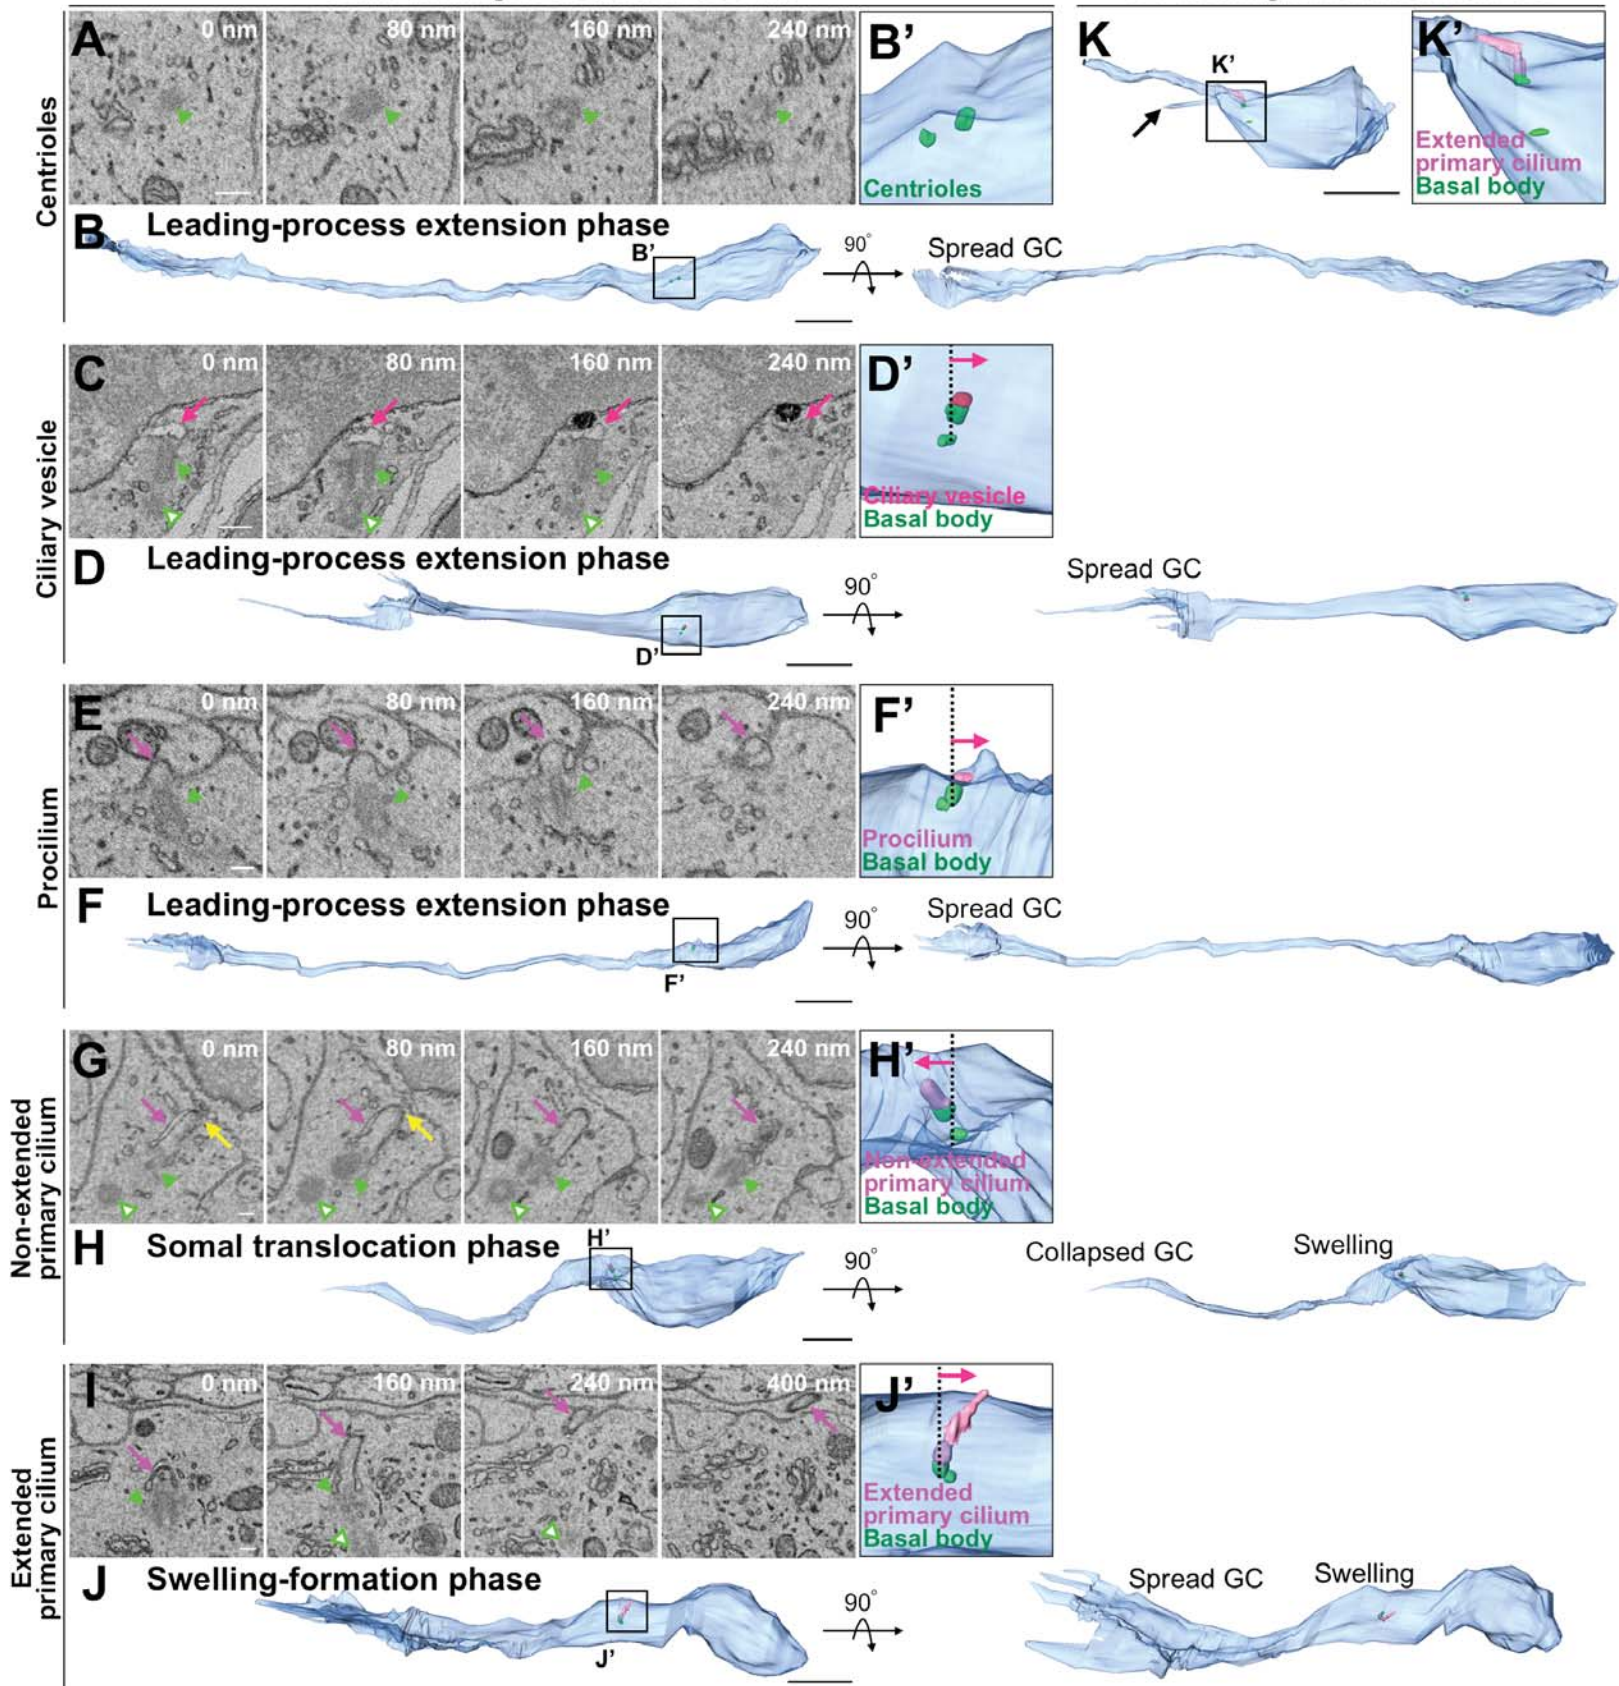 A
0 nm
80 nm
160 nm
240 nm
B’
Centrioles
K
K’
K’
Extended
primary cilium
Basal body
Centrioles
B
Leading-process extension phase
B’
90°
Spread GC
C
0 nm
80 nm
160 nm
240 nm
D’
Ciliary vesicle
Basal body
Ciliary vesicle
D
Leading-process extension phase
D’
90°
Spread GC
E
0 nm
80 nm
160 nm
240 nm
F’
Procilium
Basal body
Procilium
F
Leading-process extension phase
F’
90°
Spread GC
G
0 nm
80 nm
160 nm
240 nm
H’
Non-extended
primary cilium
Basal body
Non-extended
primary cilium
H
Somal translocation phase
H’
90°
Collapsed GC
Swelling
I
0 nm
160 nm
240 nm
400 nm
J’
Extended
primary cilium
Basal body
Extended
primary cilium
J
Swelling-formation phase
J’
90°
Spread GC
Swelling